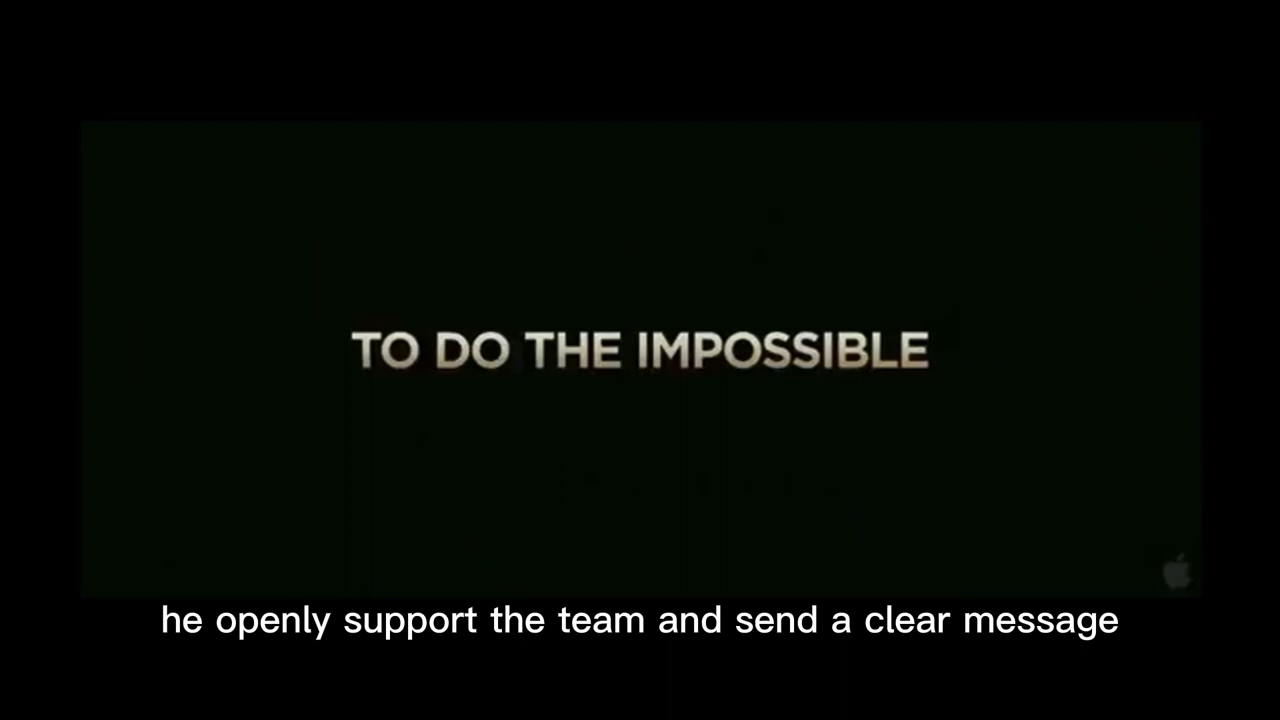 TO DO THE IMPOSSIBLE
he openly support the team and send a clear message